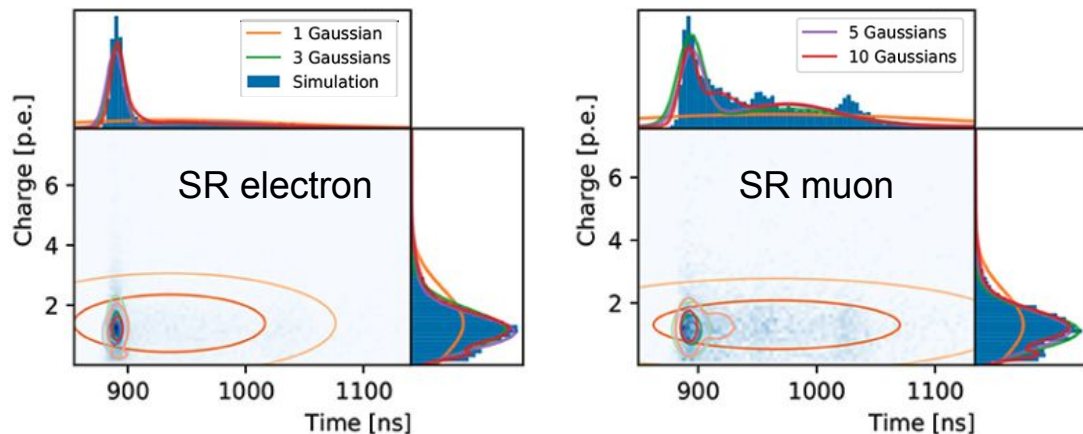 1 Gaussian
3 Gaussians
Simulation
Charge [p.e.]
6
4
2
SR electron
900
1000
1100
Time [ns]
5 Gaussians
10 Gaussians
Charge [p.e.]
6
4
2
SR muon
900
1000
1100
Time [ns]